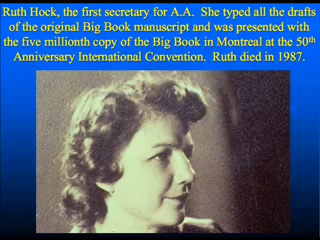 Ruth Hock, the first secretary for A.A.  She typed all the drafts
of the original Big Book manuscript and was presented with
the five millionth copy of the Big Book in Montreal at the 50th
Anniversary International Convention.  Ruth died in 1987.